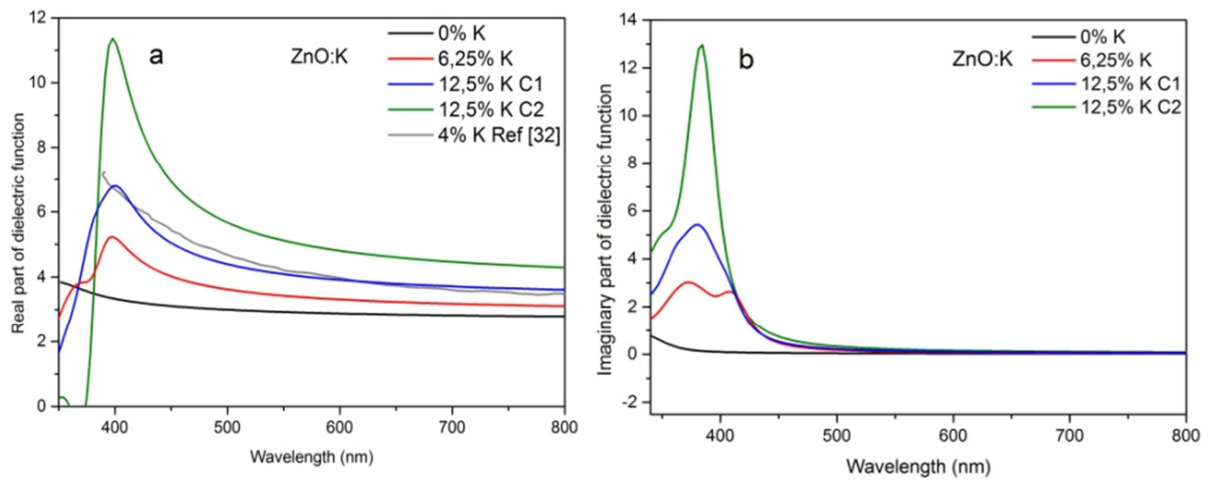 a
ZnO:K
0% K
6,25% K
12,5% K C1
12,5% K C2
4% K Ref [32]
Real part of dielectric function
12
10
8
6
4
2
0
400
500
600
700
800
Wavelength (nm)
b
ZnO:K
0% K
6,25% K
12,5% K C1
12,5% K C2
Imaginary part of dielectric function
14
12
10
8
6
4
2
0
-2
400
500
600
700
800
Wavelength (nm)